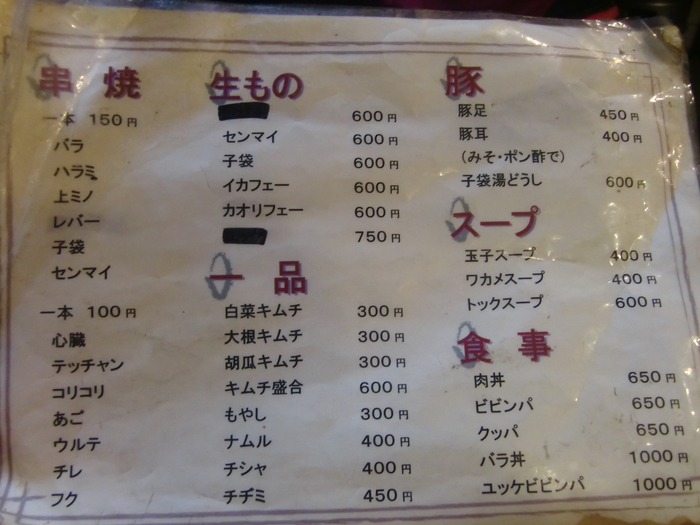 串焼
一本 150円
バラ
ハラミ
上ミノ
レバー
子袋
センマイ
一本 100円
心臓
テッチャン
コリコリ
あご
ウルテ
チレ
フク
生もの
600円
センマイ 600円
子袋 600円
イカフェー 600円
カオリフェー 600円
750円
一品
白菜キムチ 300円
大根キムチ 300円
胡瓜キムチ 300円
キムチ盛合 600円
もやし 300円
ナムル 400円
チシャ 400円
チヂミ 450円
豚
豚足 450円
豚耳 400円
(みそ・ポン酢で)
子袋湯どうし 600円
スープ
玉子スープ 400円
ワカメスープ 400円
トックスープ 600円
食事
肉丼 650円
ビビンパ 650円
クッパ 650円
バラ丼 1000円
ユッケビビンパ 1000円